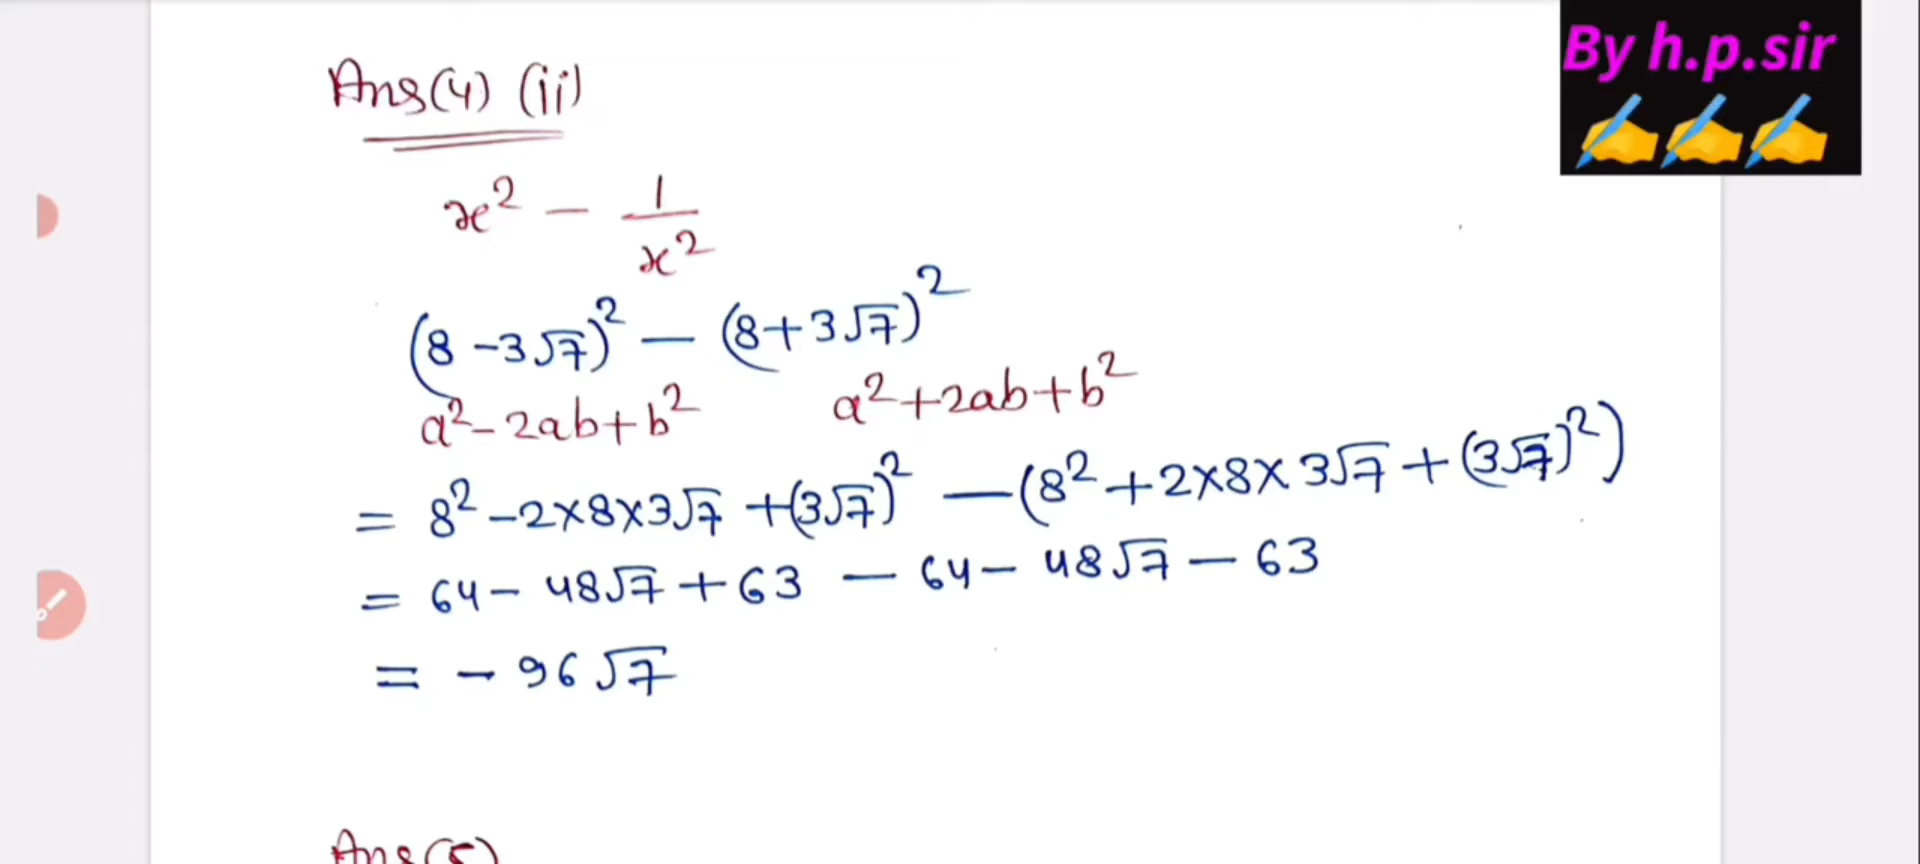 By h.p.sir
Ans(4) (ii)
x² - 1/x²
(8-3√7)² - (8+3√7)²
a²-2ab+b² a²+2ab+b²
= 8²-2×8×3√7+(3√7)² -(8²+2×8×3√7+(3√7)²)
= 64-48√7+63 - 64-48√7-63
= -96√7
Ans(5)